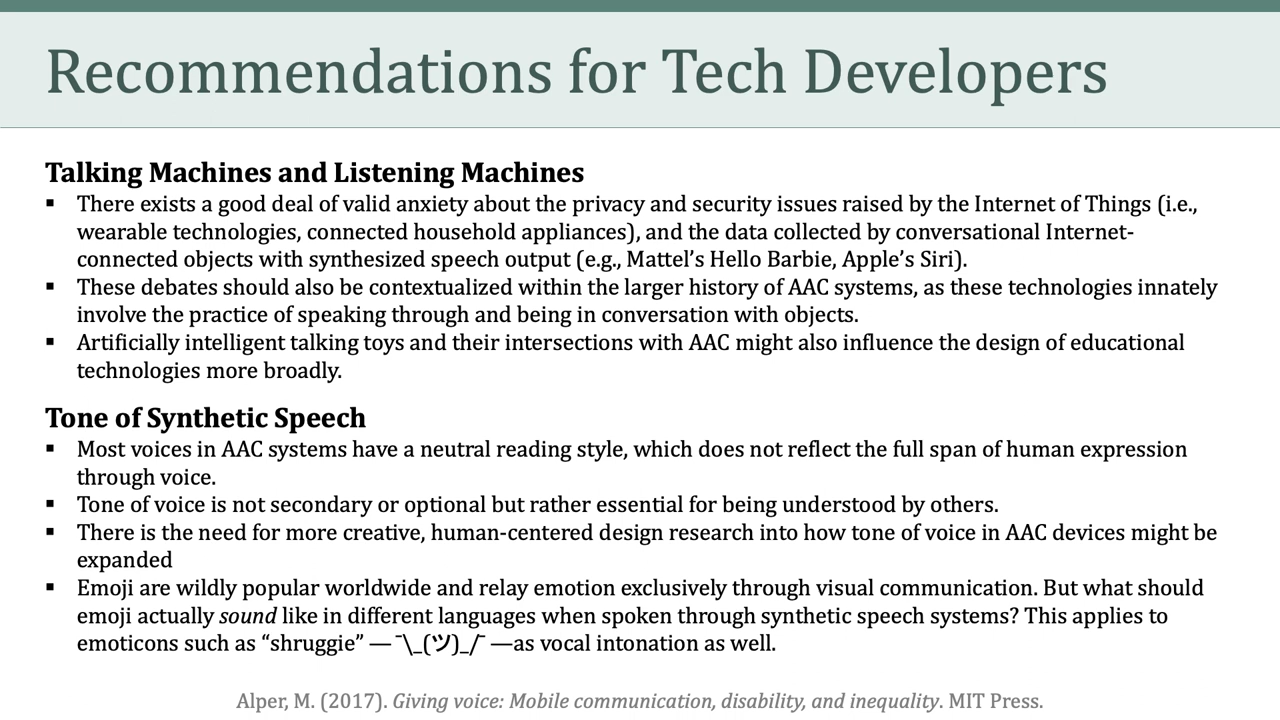 Recommendations for Tech Developers
Talking Machines and Listening Machines
▪ There exists a good deal of valid anxiety about the privacy and security issues raised by the Internet of Things (i.e.,
wearable technologies, connected household appliances), and the data collected by conversational Internet-
connected objects with synthesized speech output (e.g., Mattel’s Hello Barbie, Apple’s Siri).
▪ These debates should also be contextualized within the larger history of AAC systems, as these technologies innately
involve the practice of speaking through and being in conversation with objects.
▪ Artificially intelligent talking toys and their intersections with AAC might also influence the design of educational
technologies more broadly.
Tone of Synthetic Speech
▪ Most voices in AAC systems have a neutral reading style, which does not reflect the full span of human expression
through voice.
▪ Tone of voice is not secondary or optional but rather essential for being understood by others.
▪ There is the need for more creative, human-centered design research into how tone of voice in AAC devices might be
expanded
▪ Emoji are wildly popular worldwide and relay emotion exclusively through visual communication. But what should
emoji actually sound like in different languages when spoken through synthetic speech systems? This applies to
emoticons such as “shruggie” — ¯\_(ツ)_/¯ —as vocal intonation as well.
Alper, M. (2017). Giving voice: Mobile communication, disability, and inequality. MIT Press.